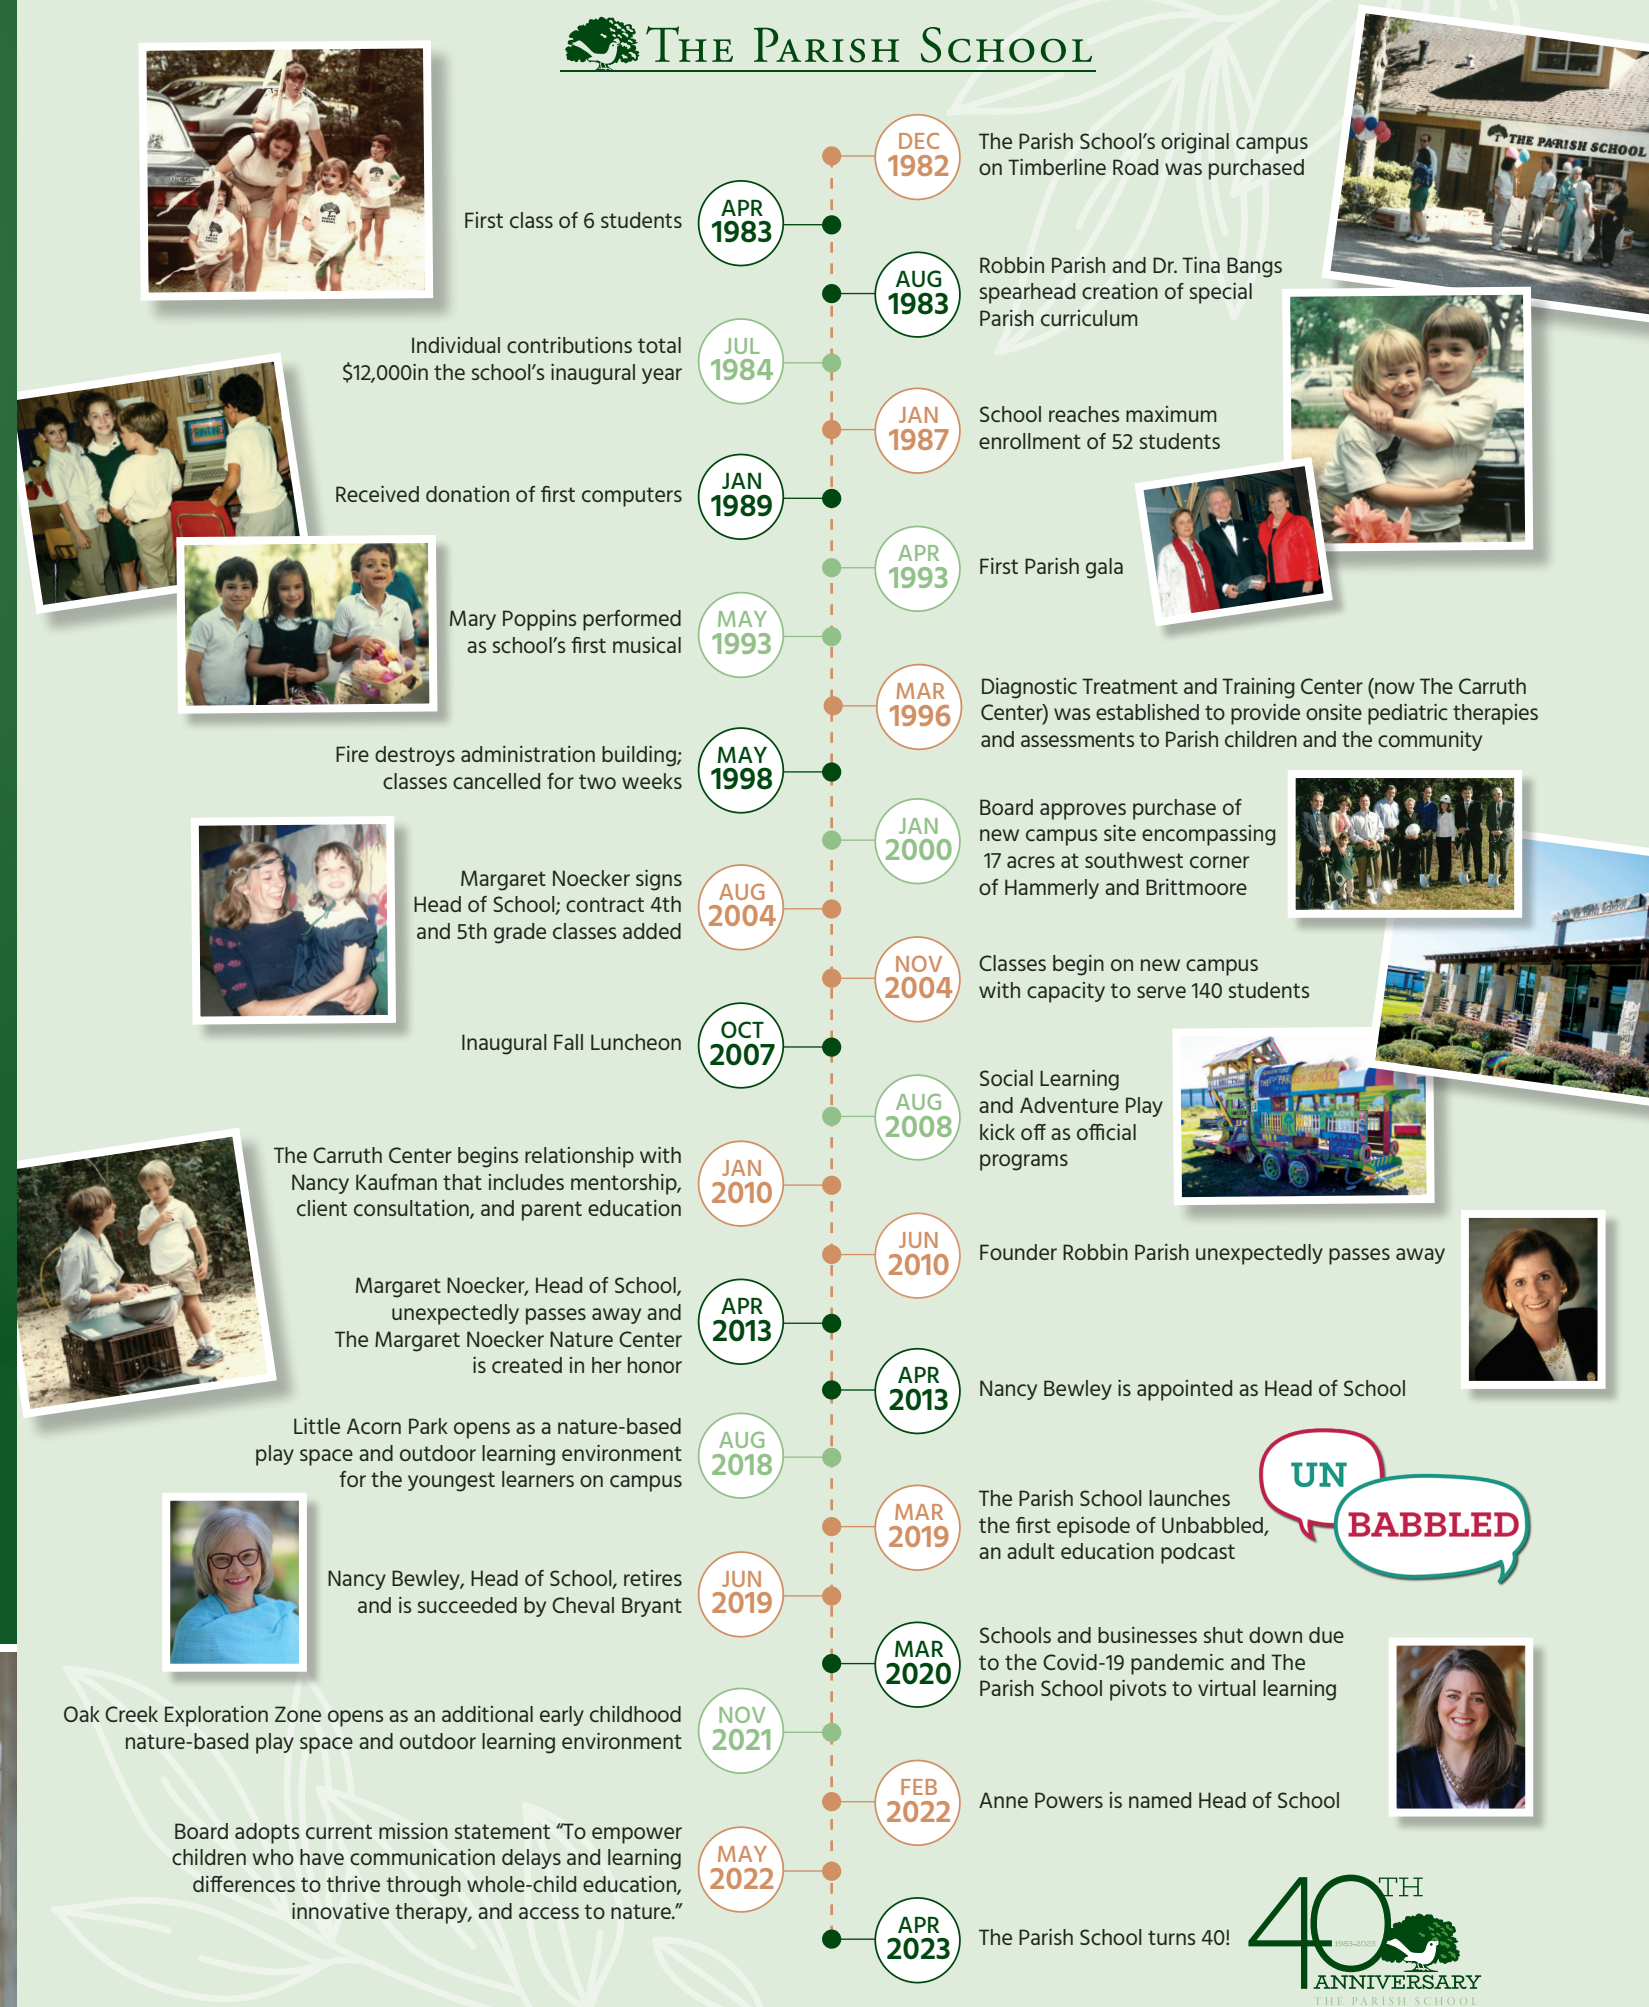 THE PARISH SCHOOL
THE PARISH SCHOOL
DEC
1982
The Parish School's original campus
on Timberline Road was purchased
APR
1983
First class of 6 students
AUG
1983
Robbin Parish and Dr. Tina Bangs
spearhead creation of special
Parish curriculum
JUL
1984
Individual contributions total
$12,000in the school's inaugural year
JAN
1987
School reaches maximum
enrollment of 52 students
JAN
1989
Received donation of first computers
APR
1993
First Parish gala
MAY
1993
Mary Poppins performed
as school's first musical
MAR
1996
Diagnostic Treatment and Training Center (now The Carruth
Center) was established to provide onsite pediatric therapies
and assessments to Parish children and the community
MAY
1998
Fire destroys administration building;
classes cancelled for two weeks
JAN
2000
Board approves purchase of
new campus site encompassing
17 acres at southwest corner
of Hammerly and Brittmoore
AUG
2004
Margaret Noecker signs
Head of School; contract 4th
and 5th grade classes added
NOV
2004
Classes begin on new campus
with capacity to serve 140 students
OCT
2007
Inaugural Fall Luncheon
AUG
2008
Social Learning
and Adventure Play
kick off as official
programs
PARISH SCHOOL
JAN
2010
The Carruth Center begins relationship with
Nancy Kaufman that includes mentorship,
client consultation, and parent education
JUN
2010
Founder Robbin Parish unexpectedly passes away
APR
2013
Margaret Noecker, Head of School,
unexpectedly passes away and
The Margaret Noecker Nature Center
is created in her honor
APR
2013
Nancy Bewley is appointed as Head of School
AUG
2018
Little Acorn Park opens as a nature-based
play space and outdoor learning environment
for the youngest learners on campus
MAR
2019
The Parish School launches
the first episode of Unbabbled,
an adult education podcast
UN
BABBLED
JUN
2019
Nancy Bewley, Head of School, retires
and is succeeded by Cheval Bryant
MAR
2020
Schools and businesses shut down due
to the Covid-19 pandemic and The
Parish School pivots to virtual learning
NOV
2021
Oak Creek Exploration Zone opens as an additional early childhood
nature-based play space and outdoor learning environment
FEB
2022
Anne Powers is named Head of School
MAY
2022
Board adopts current mission statement "To empower
children who have communication delays and learning
differences to thrive through whole-child education,
innovative therapy, and access to nature."
APR
2023
The Parish School turns 40!
40TH
1983-2023
ANNIVERSARY
THE PARISH SCHOOL